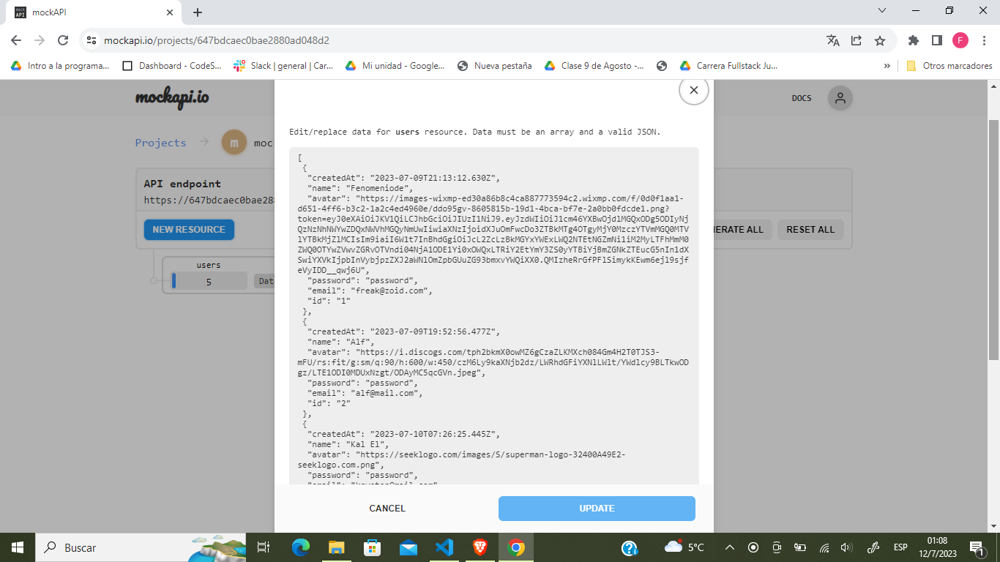 mockAPI
mockapi.io/projects/647bdcaec0bae2880ad048d2
F
Intro a la programa...
Dashboard - CodeS...
Slack | general | Car...
Mi unidad - Google...
Nueva pestaña
Clase 9 de Agosto -...
Carrera Fullstack Ju...
»
Otros marcadores
mock API
mockapi.io
DOCS
Projects
m
moc
API endpoint
https://647bdcaec0bae28
NEW RESOURCE
NERATE ALL
RESET ALL
users
5
Dat
Edit/replace data for users resource. Data must be an array and a valid JSON.
[
{
"createdAt": "2023-07-09T21:13:12.630Z",
"name": "Fenomeniode",
"avatar": "https://images-wixmp-ed30a86b8c4ca887773594c2.wixmp.com/f/0d0f1aa1-
d651-4ff6-b3c2-1a2c4ed4960e/ddo95gv-8605815b-19d1-4bca-bf7e-2a0bb0fdcde1.png?
"password": "password",
"email": "freak@zoid.com",
"id": "1"
},
{
"createdAt": "2023-07-09T19:52:56.477Z",
"name": "Alf",
"avatar": "https://i.discogs.com/tph2bkmX0owMZ6gCzaZLKMXch084Gm4H2T0TJS3-
mFU/rs:fit/g:sm/q:90/h:600/w:450/czM6Ly9kaXNjb2dz/LWRhdGFiYXNlLWlt/YWdlcy9BLTkwOD
gz/LTE1ODI0MDUxNzgt/ODAyMC5qcGVn.jpeg",
"password": "password",
"email": "alf@mail.com",
"id": "2"
},
{
"createdAt": "2023-07-10T07:26:25.445Z",
"name": "Kal El",
"avatar": "https://seeklogo.com/images/S/superman-logo-32400A49E2-
seeklogo.com.png",
"password": "password",
CANCEL
UPDATE
Buscar
5°C
ESP
01:08
12/7/2023
1